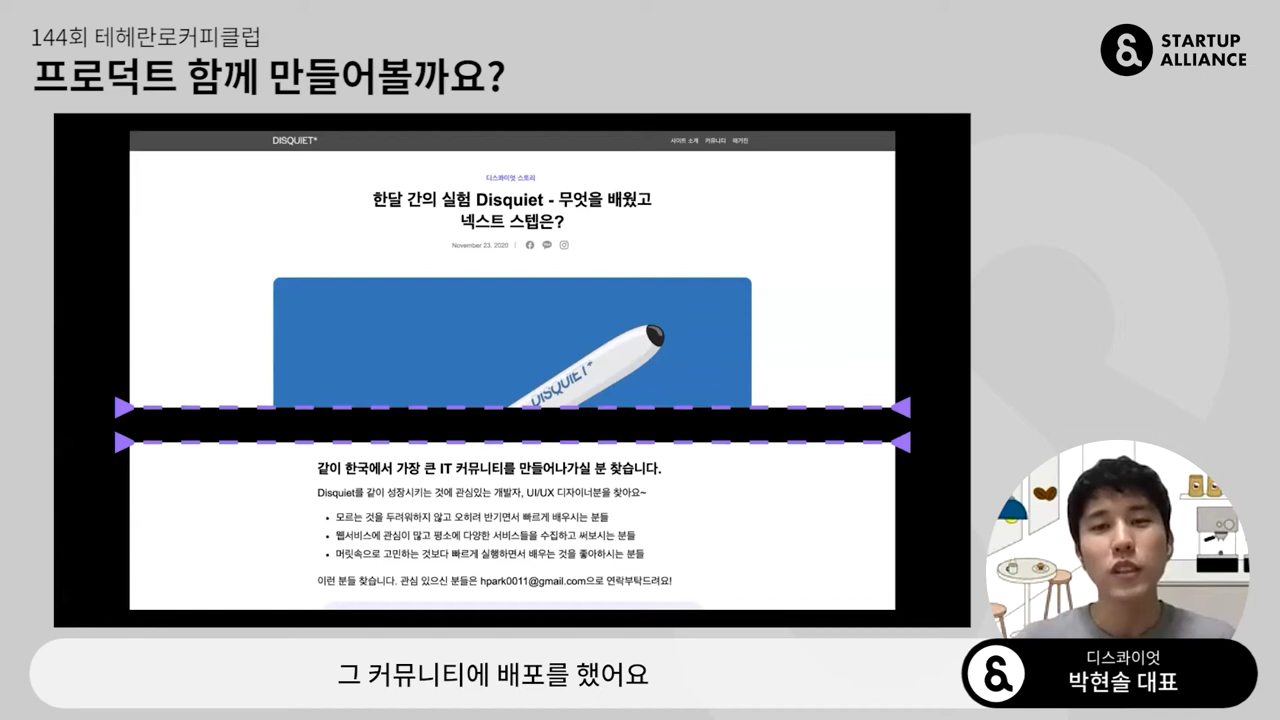 144회 테헤란로커피클럽
프로덕트 함께 만들어볼까요?
STARTUP
ALLIANCE
DISQUIET*
사이트 소개 커뮤니티 매거진
디스콰이엇 스토리
한달 간의 실험 Disquiet - 무엇을 배웠고
넥스트 스텝은?
November 23, 2020
DISQUIET*
같이 한국에서 가장 큰 IT 커뮤니티를 만들어나가실 분 찾습니다.
Disquiet를 같이 성장시키는 것에 관심있는 개발자, UI/UX 디자이너분을 찾아요~
• 모르는 것을 두려워하지 않고 오히려 반기면서 빠르게 배우시는 분들
• 웹서비스에 관심이 많고 평소에 다양한 서비스들을 수집하고 써보시는 분들
• 머릿속으로 고민하는 것보다 빠르게 실행하면서 배우는 것을 좋아하시는 분들
이런 분들 찾습니다. 관심 있으신 분들은 hpark0011@gmail.com으로 연락부탁드려요!
그 커뮤니티에 배포를 했어요
디스콰이엇
박현솔 대표